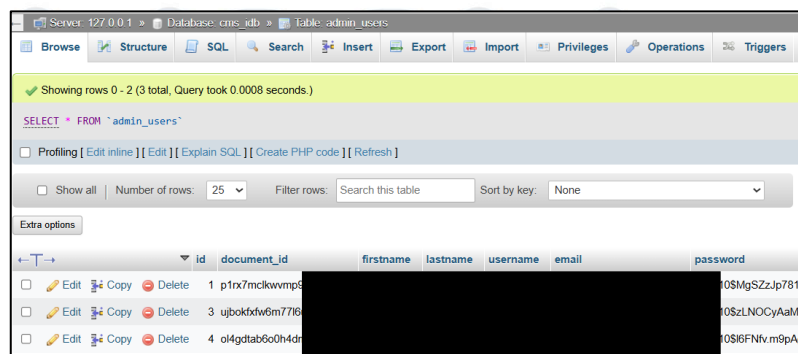 Server: 127.0.0.1 » Database: cms_idb » Table: admin_users
Browse Structure SQL Search Insert Export Import Privileges Operations Triggers
Showing rows 0 - 2 (3 total, Query took 0.0008 seconds.)
SELECT * FROM `admin_users`
Profiling [ Edit inline ] [ Edit ] [ Explain SQL ] [ Create PHP code ] [ Refresh ]
Show all | Number of rows: 25 Filter rows: Search this table Sort by key: None
Extra options
←T→ id document_id firstname lastname username email password
Edit Copy Delete 1
Edit Copy Delete 3
Edit Copy Delete 4